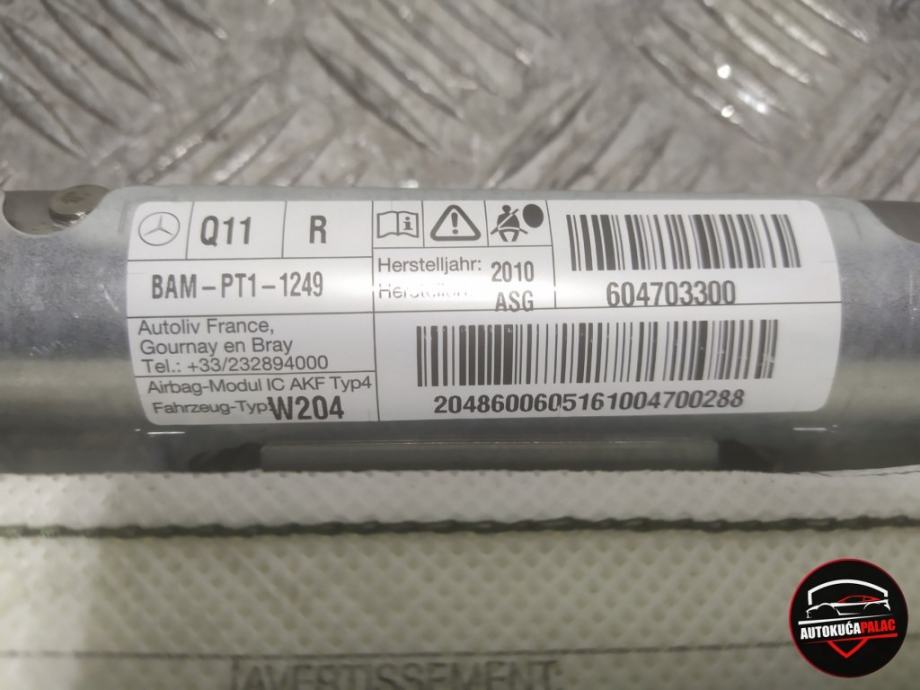 Q11 R
BAM-PT1-1249
Autoliv France,
Gournay en Bray
Tel.: +33/232894000
Airbag-Modul IC AKF Typ4
Fahrzeug-Typ: W204
Herstelljahr: 2010
ASG
604703300
2048600605161004700288
AVERTISSEMENT:
AUTOKUĆA PALAC